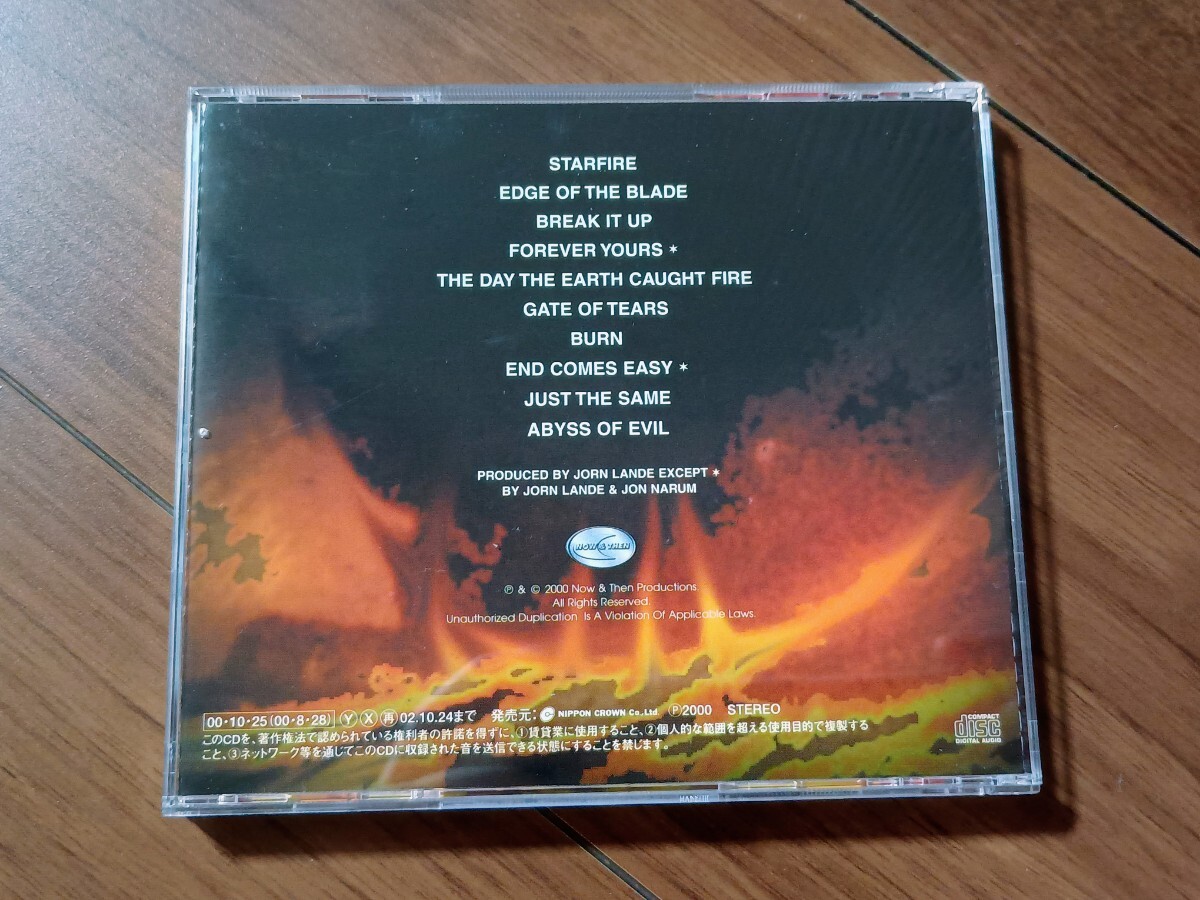 STARFIRE
EDGE OF THE BLADE
BREAK IT UP
FOREVER YOURS *
THE DAY THE EARTH CAUGHT FIRE
GATE OF TEARS
BURN
END COMES EASY *
JUST THE SAME
ABYSS OF EVIL
PRODUCED BY JORN LANDE EXCEPT *
BY JORN LANDE & JON NARUM
NOW & THEN
℗ & © 2000 Now & Then Productions.
All Rights Reserved.
Unauthorized Duplication Is A Violation Of Applicable Laws.
00・10・25(00・8・28) Ⓨ Ⓧ ㊢ 02.10.24まで 発売元: NIPPON CROWN Co.,Ltd. ℗2000 STEREO
このCDを、著作権法で認められている権利者の許諾を得ずに、①賃貸業に使用すること、②個人的な範囲を超える使用目的で複製する
こと、③ネットワーク等を通じてこのCDに収録された音を送信できる状態にすることを禁じます。
COMPACT
disc
DIGITAL AUDIO